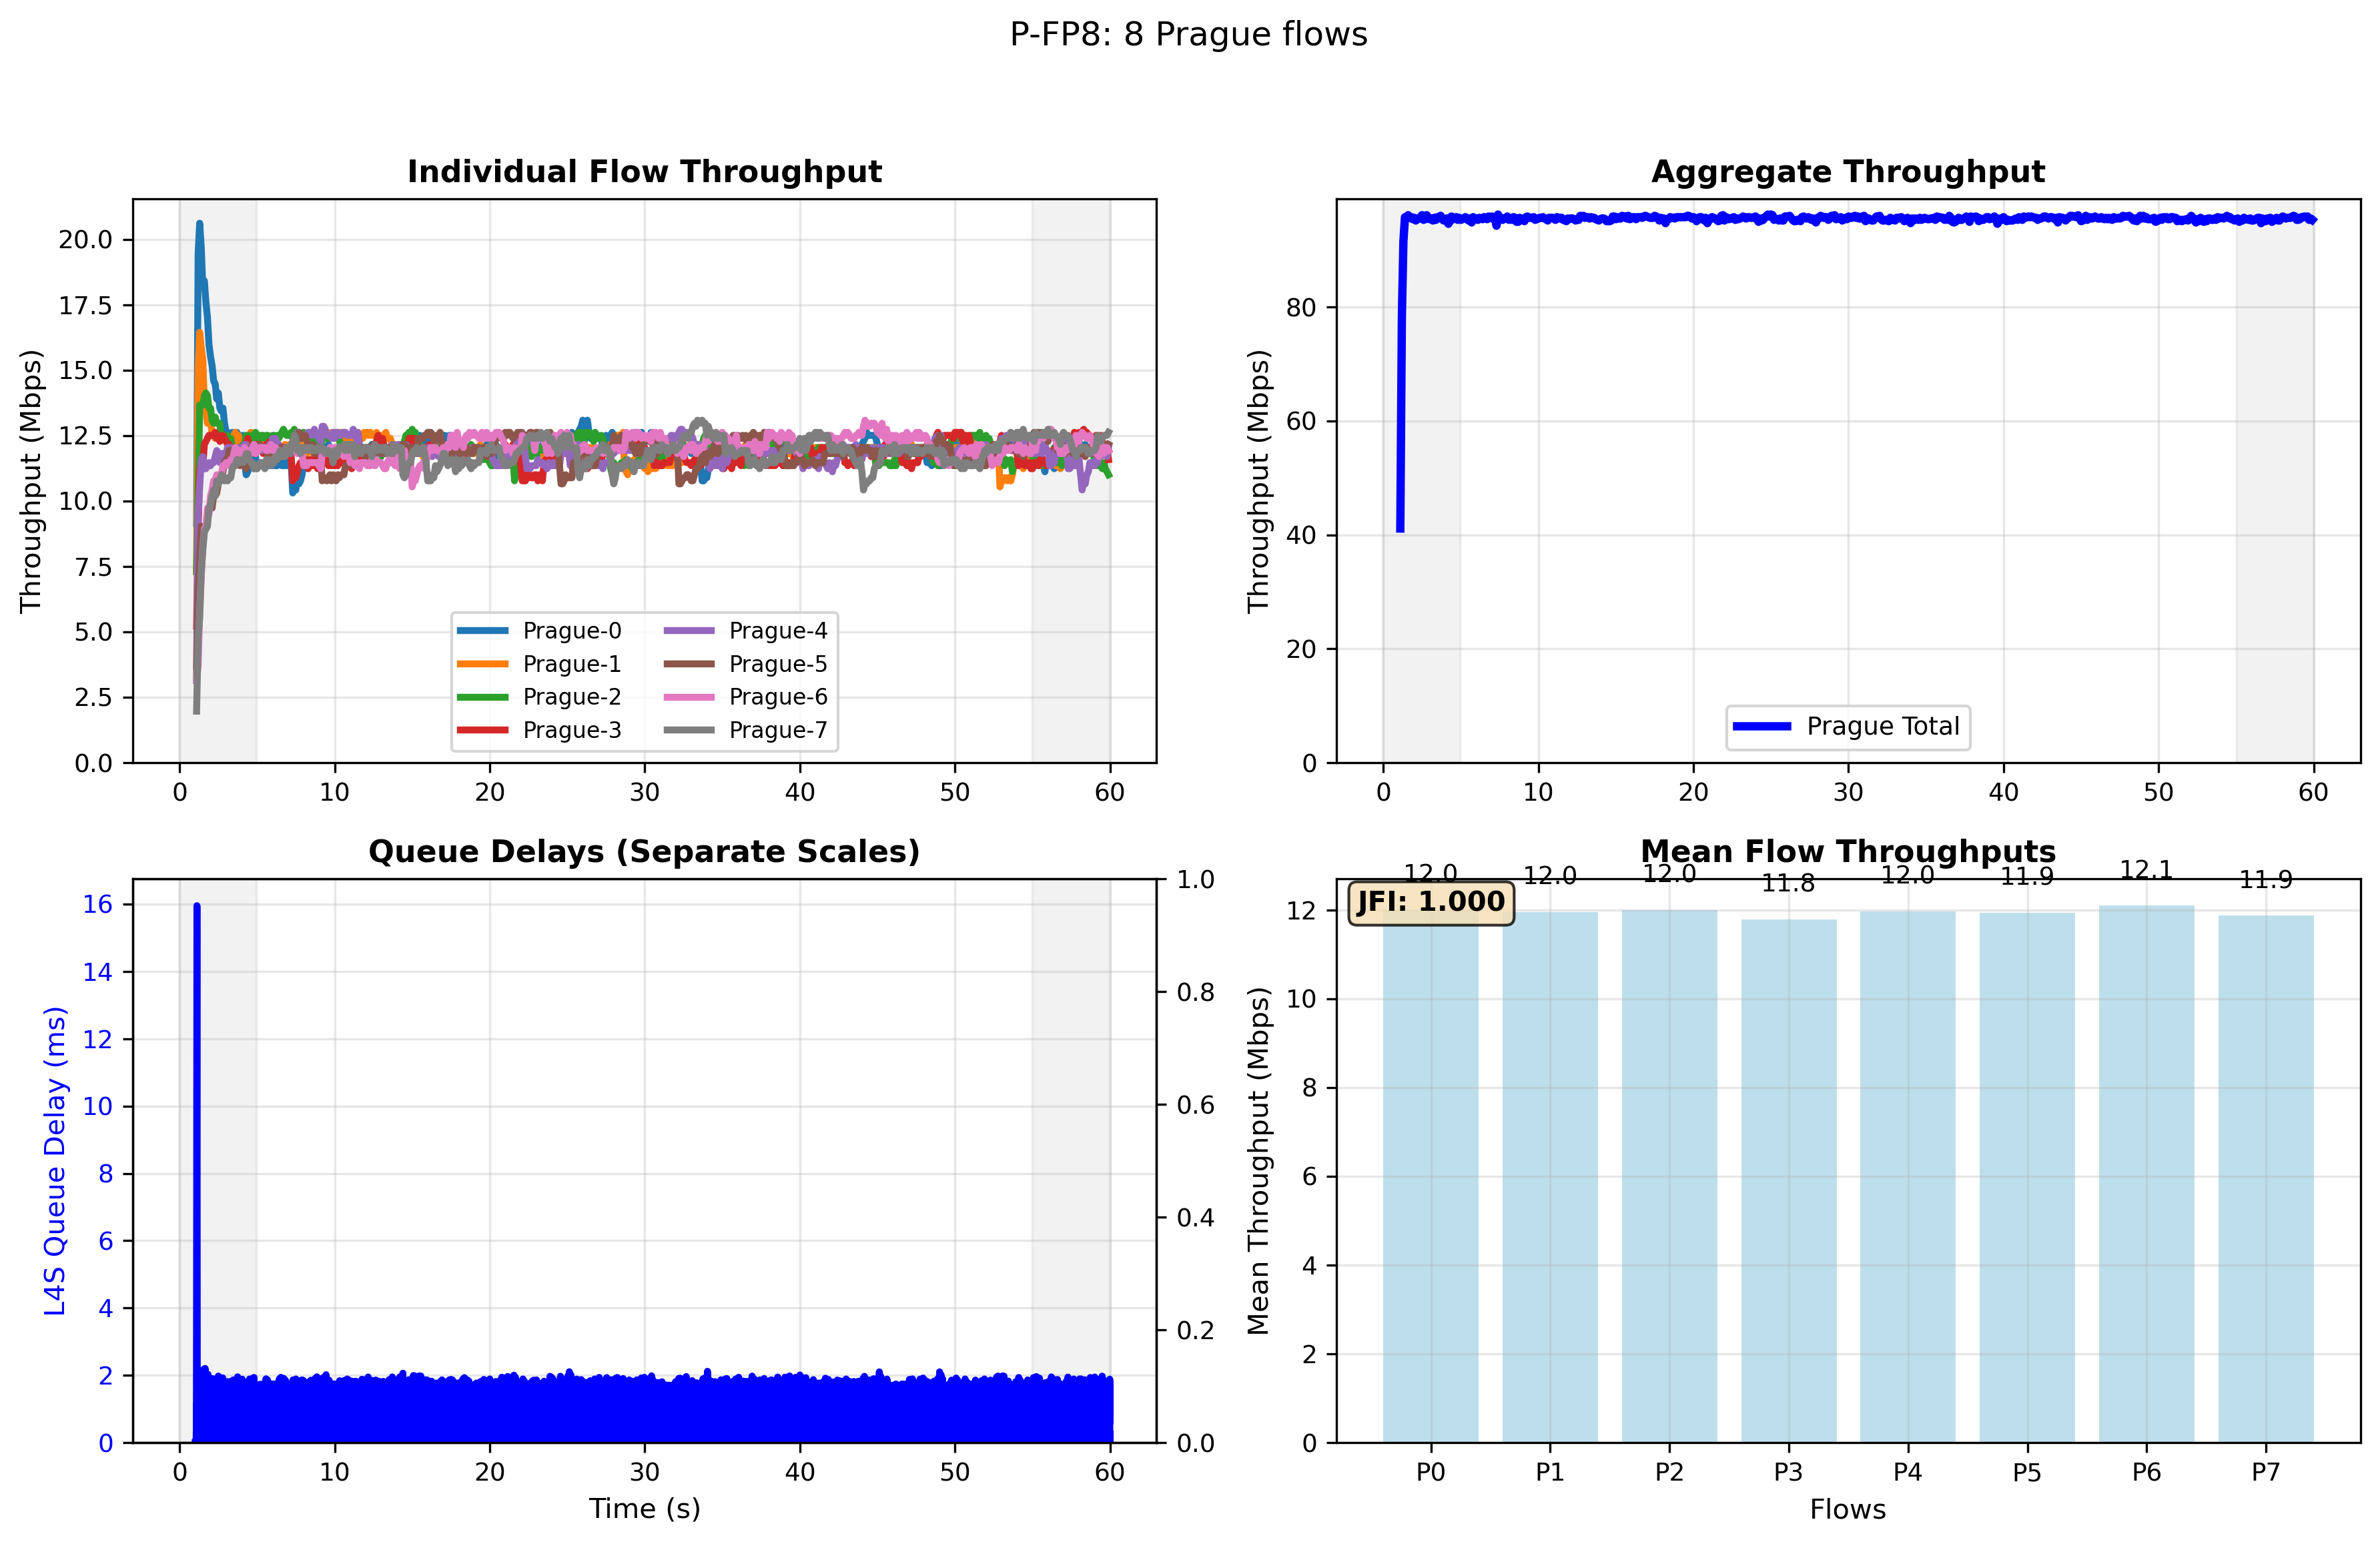 P-FP8: 8 Prague flows
Individual Flow Throughput
Throughput (Mbps)
20.0
17.5
15.0
12.5
10.0
7.5
5.0
2.5
0.0
0 10 20 30 40 50 60
Prague-0 Prague-4
Prague-1 Prague-5
Prague-2 Prague-6
Prague-3 Prague-7
Aggregate Throughput
Throughput (Mbps)
80
60
40
20
0
0 10 20 30 40 50 60
Prague Total
Queue Delays (Separate Scales)
L4S Queue Delay (ms)
16
14
12
10
8
6
4
2
0
1.0
0.8
0.6
0.4
0.2
0.0
0 10 20 30 40 50 60
Time (s)
Mean Flow Throughputs
12.0 12.0 12.0 11.8 12.0 11.9 12.1 11.9
JFI: 1.000
Mean Throughput (Mbps)
12
10
8
6
4
2
0
P0 P1 P2 P3 P4 P5 P6 P7
Flows